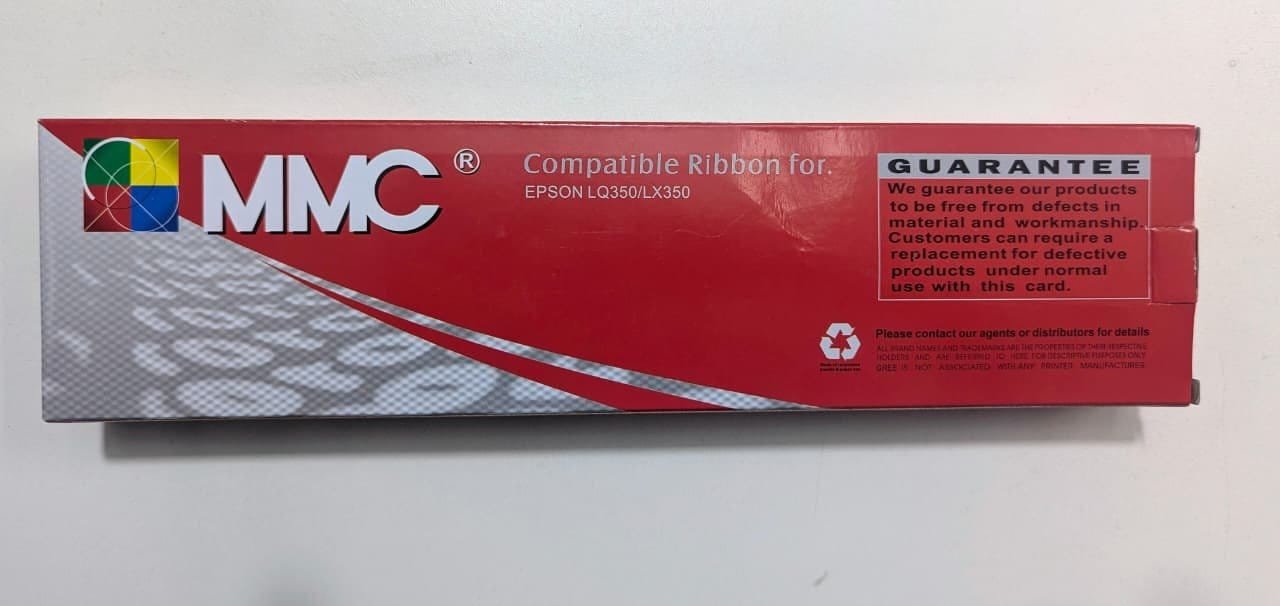 MMC ®
Compatible Ribbon for.
EPSON LQ350/LX350
GUARANTEE
We guarantee our products
to be free from defects in
material and workmanship.
Customers can require a
replacement for defective
products under normal
use with this card.
Please contact our agents or distributors for details
ALL BRAND NAMES AND TRADEMARKS ARE THE PROPERTIES OF THEIR RESPECTIVE
HOLDERS AND ARE REFERRED TO HERE FOR DESCRIPTIVE PURPOSES ONLY
GREE IS NOT ASSOCIATED WITH ANY PRINTER MANUFACTURER.